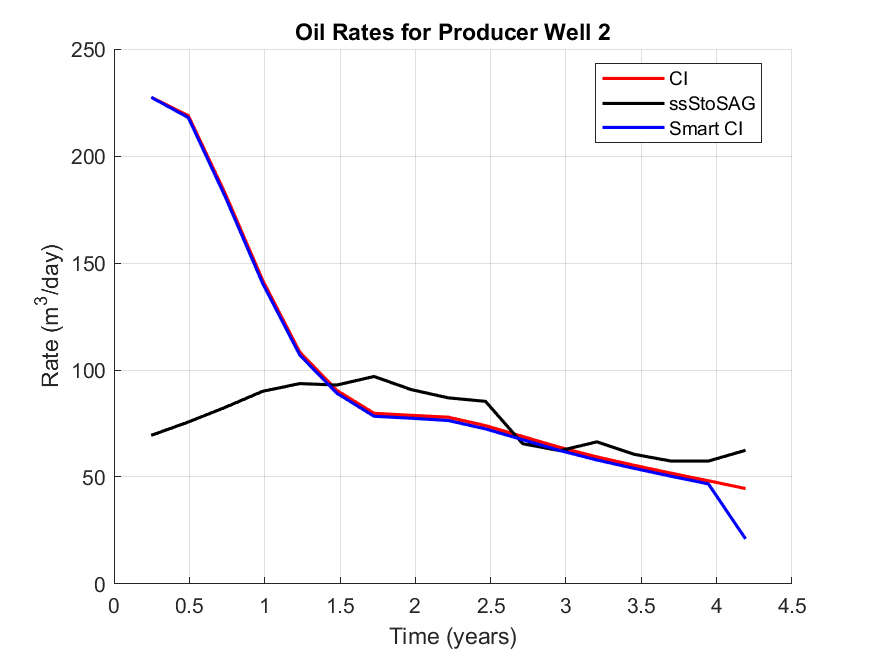 Oil Rates for Producer Well 2
250
200
150
100
50
0
Rate (m³/day)
CI
ssStoSAG
Smart CI
0 0.5 1 1.5 2 2.5 3 3.5 4 4.5
Time (years)